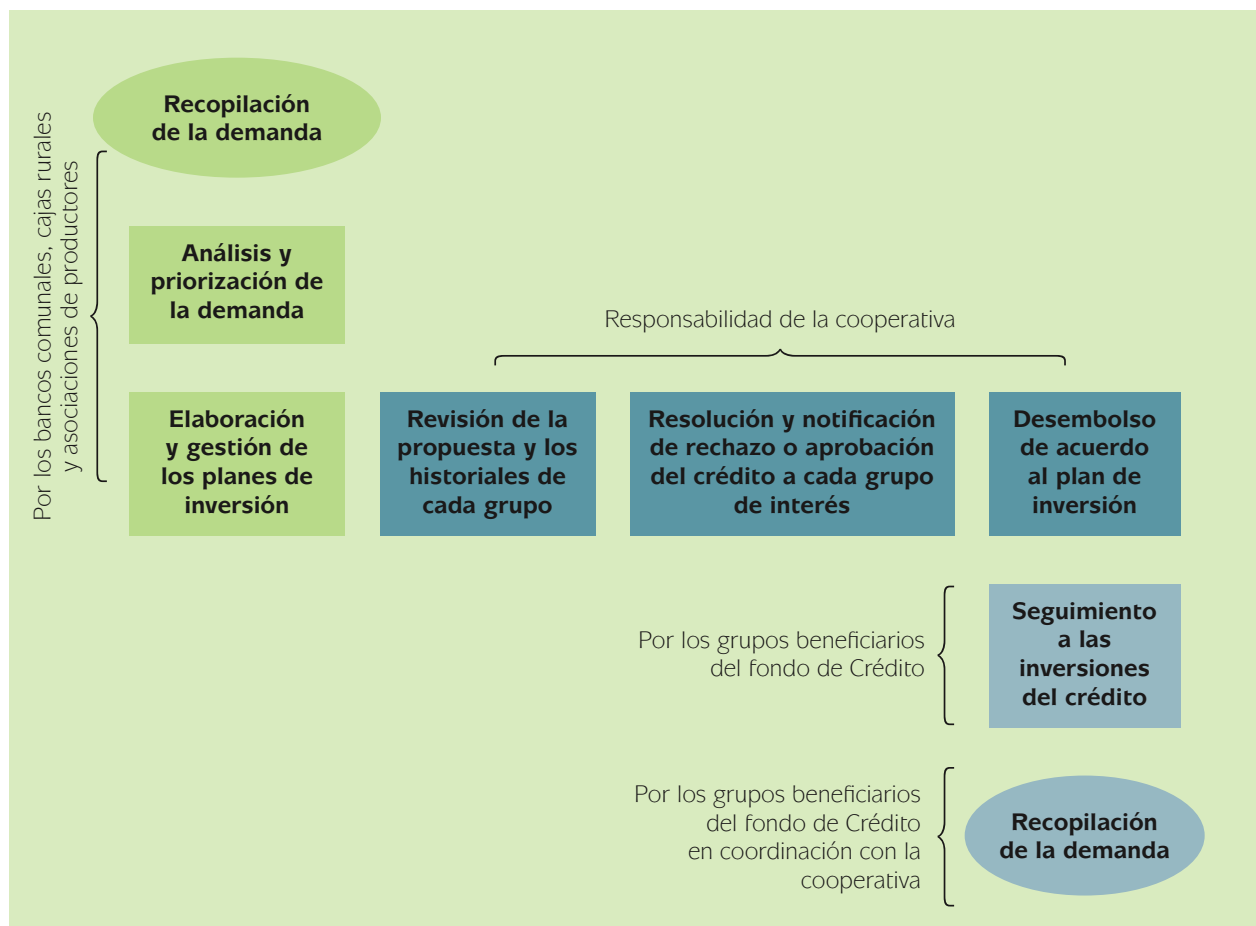 Por los bancos comunales, cajas rurales
y asociaciones de productores
Recopilación
de la demanda
Análisis y
priorización de
la demanda
Elaboración
y gestión de
los planes de
inversión
Responsabilidad de la cooperativa
Revisión de la
propuesta y los
historiales de
cada grupo
Resolución y notificación
de rechazo o aprobación
del crédito a cada grupo
de interés
Desembolso
de acuerdo
al plan de
inversión
Por los grupos beneficiarios
del fondo de Crédito
Seguimiento
a las
inversiones
del crédito
Por los grupos beneficiarios
del fondo de Crédito
en coordinación con la
cooperativa
Recopilación
de la demanda